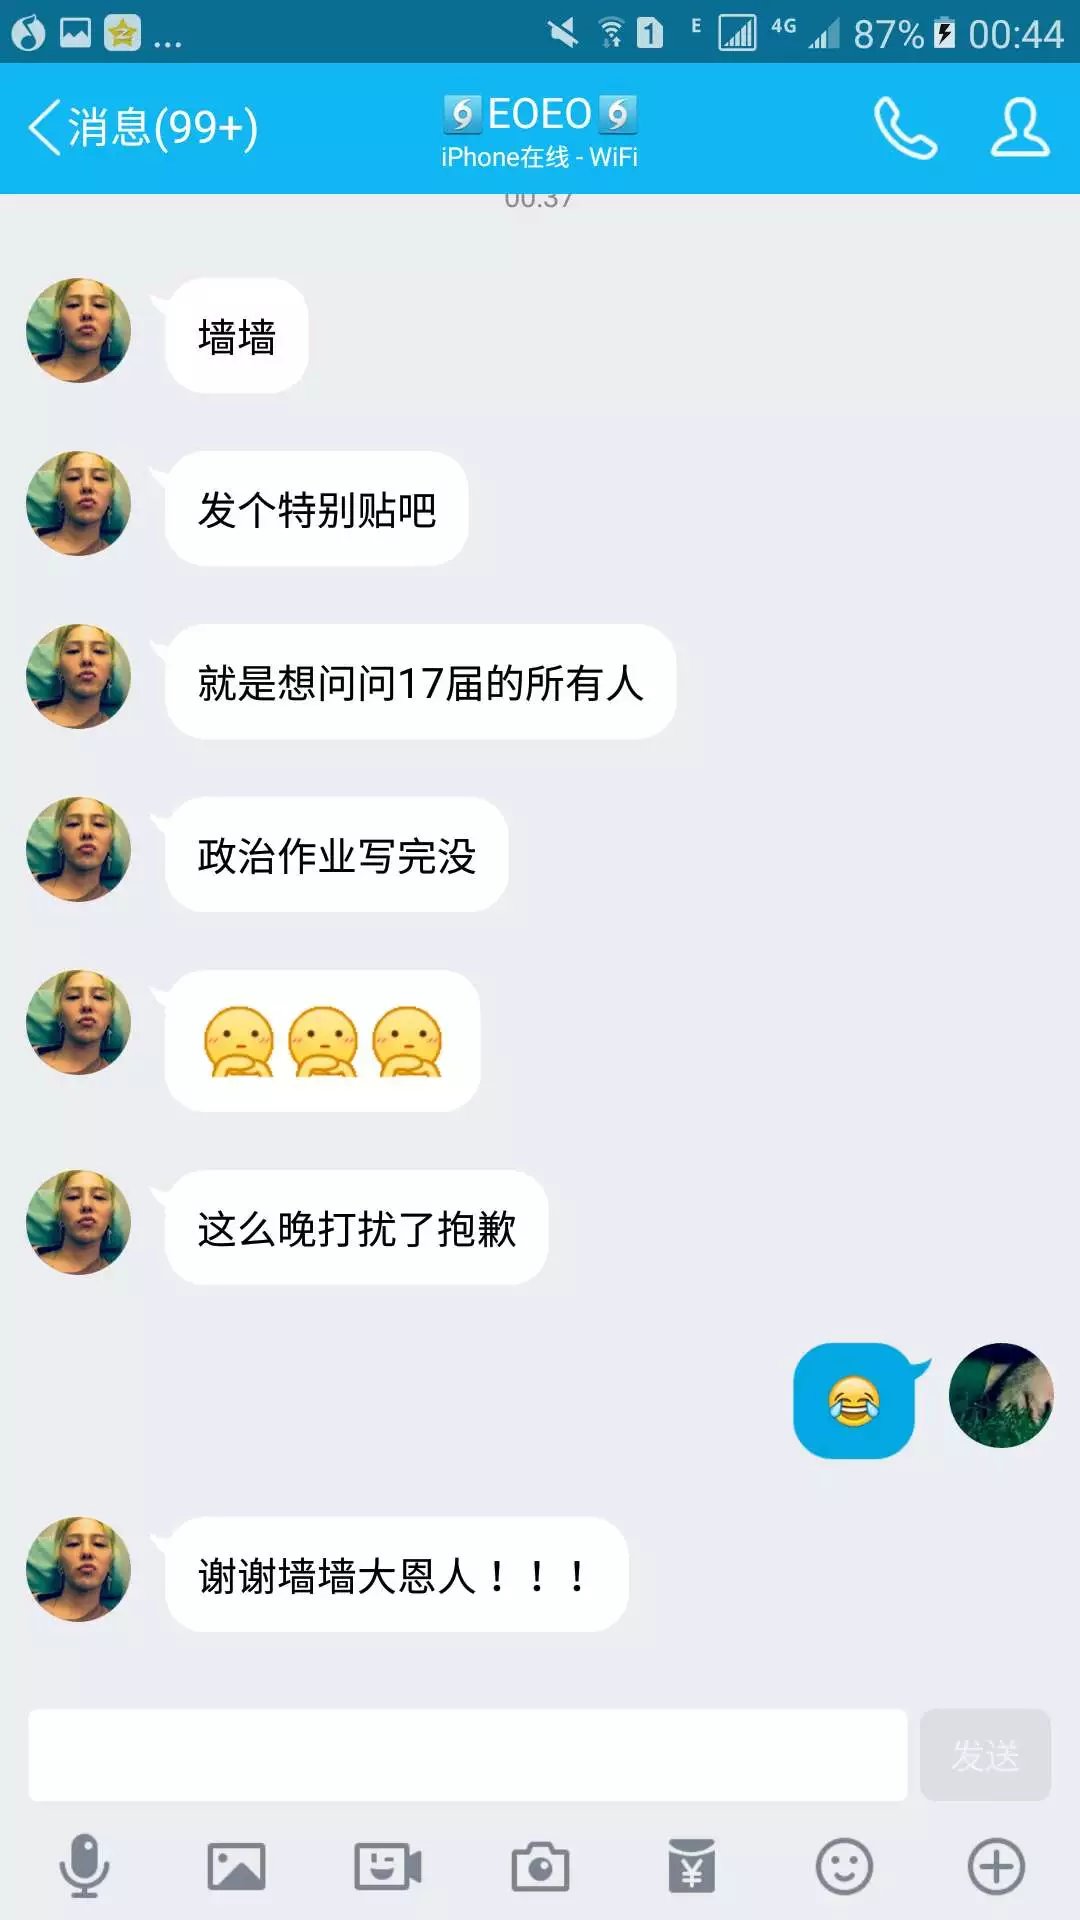 ... 1 E 4G 87% 00:44
消息(99+)
EOEO
iPhone在线 - WiFi
00:37
墙墙
发个特别贴吧
就是想问问17届的所有人
政治作业写完没
这么晚打扰了抱歉
谢谢墙墙大恩人！！！
发送